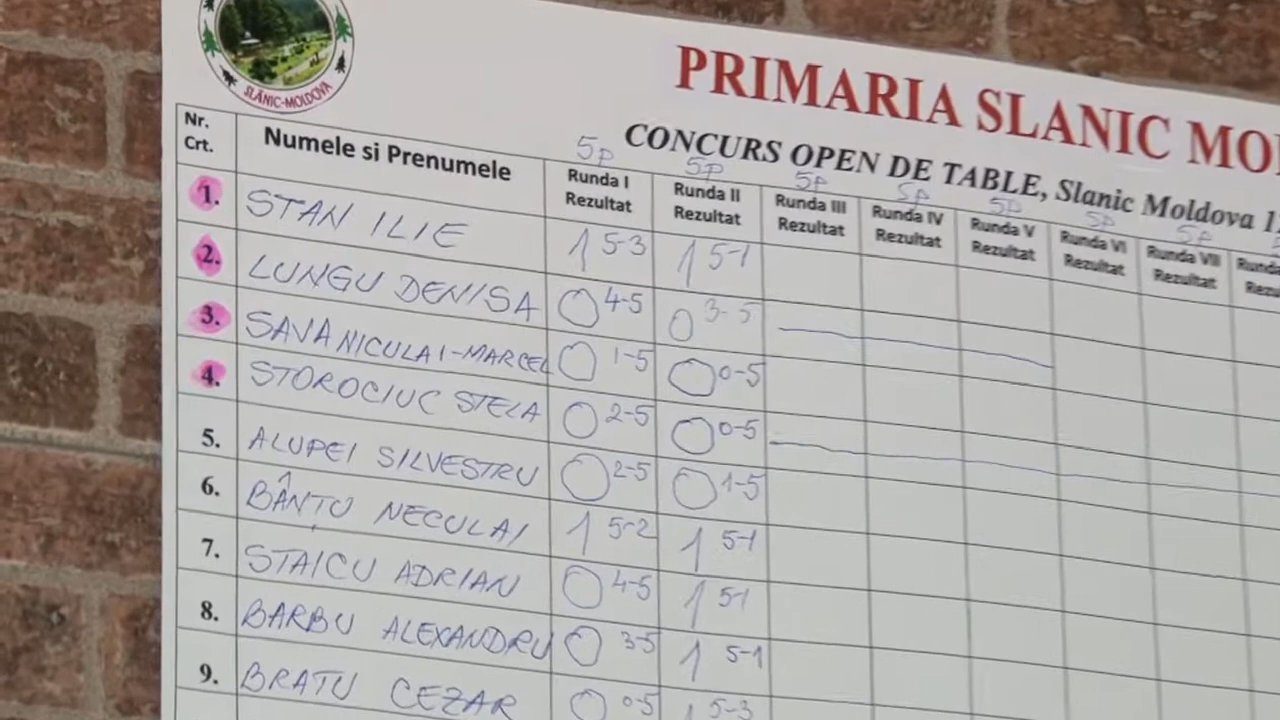 SLĂNIC-MOLDOVA
PRIMARIA SLANIC MO
CONCURS OPEN DE TABLE, Slanic Moldova 1
5p 5p 5p 5p 5p 5p 5p
Nr. Crt. Numele si Prenumele Runda I Rezultat Runda II Rezultat Runda III Rezultat Runda IV Rezultat Runda V Rezultat Runda VI Rezultat Runda VII Rezultat
1. STAN ILIE 1 5-3 1 5-1
2. LUNGU DENISA 0 4-5 0 3-5
3. SAVA NICULAI-MARCEL 0 1-5 0 0-5
4. STOROCIUC STELA 0 2-5 0 0-5
5. ALUPEI SILVESTRU 0 2-5 0 1-5
6. BÂNȚU NECULAI 1 5-2 1 5-1
7. STAICU ADRIAN 0 4-5 1 5-1
8. BARBU ALEXANDRU 0 3-5 1 5-1
9. BRATU CEZAR 0 0-5 1 5-3